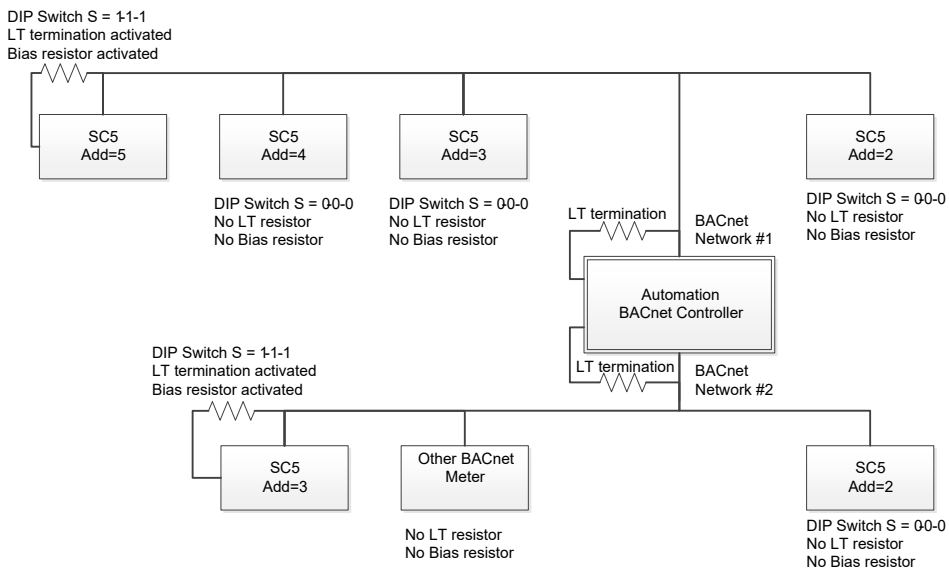 DIP Switch S = 1-1-1
LT termination activated
Bias resistor activated
SC5
Add=5
SC5
Add=4
SC5
Add=3
SC5
Add=2
DIP Switch S = 0-0-0
No LT resistor
No Bias resistor
DIP Switch S = 0-0-0
No LT resistor
No Bias resistor
DIP Switch S = 0-0-0
No LT resistor
No Bias resistor
LT termination
BACnet
Network #1
Automation
BACnet Controller
LT termination
BACnet
Network #2
DIP Switch S = 1-1-1
LT termination activated
Bias resistor activated
SC5
Add=3
Other BACnet
Meter
SC5
Add=2
No LT resistor
No Bias resistor
DIP Switch S = 0-0-0
No LT resistor
No Bias resistor